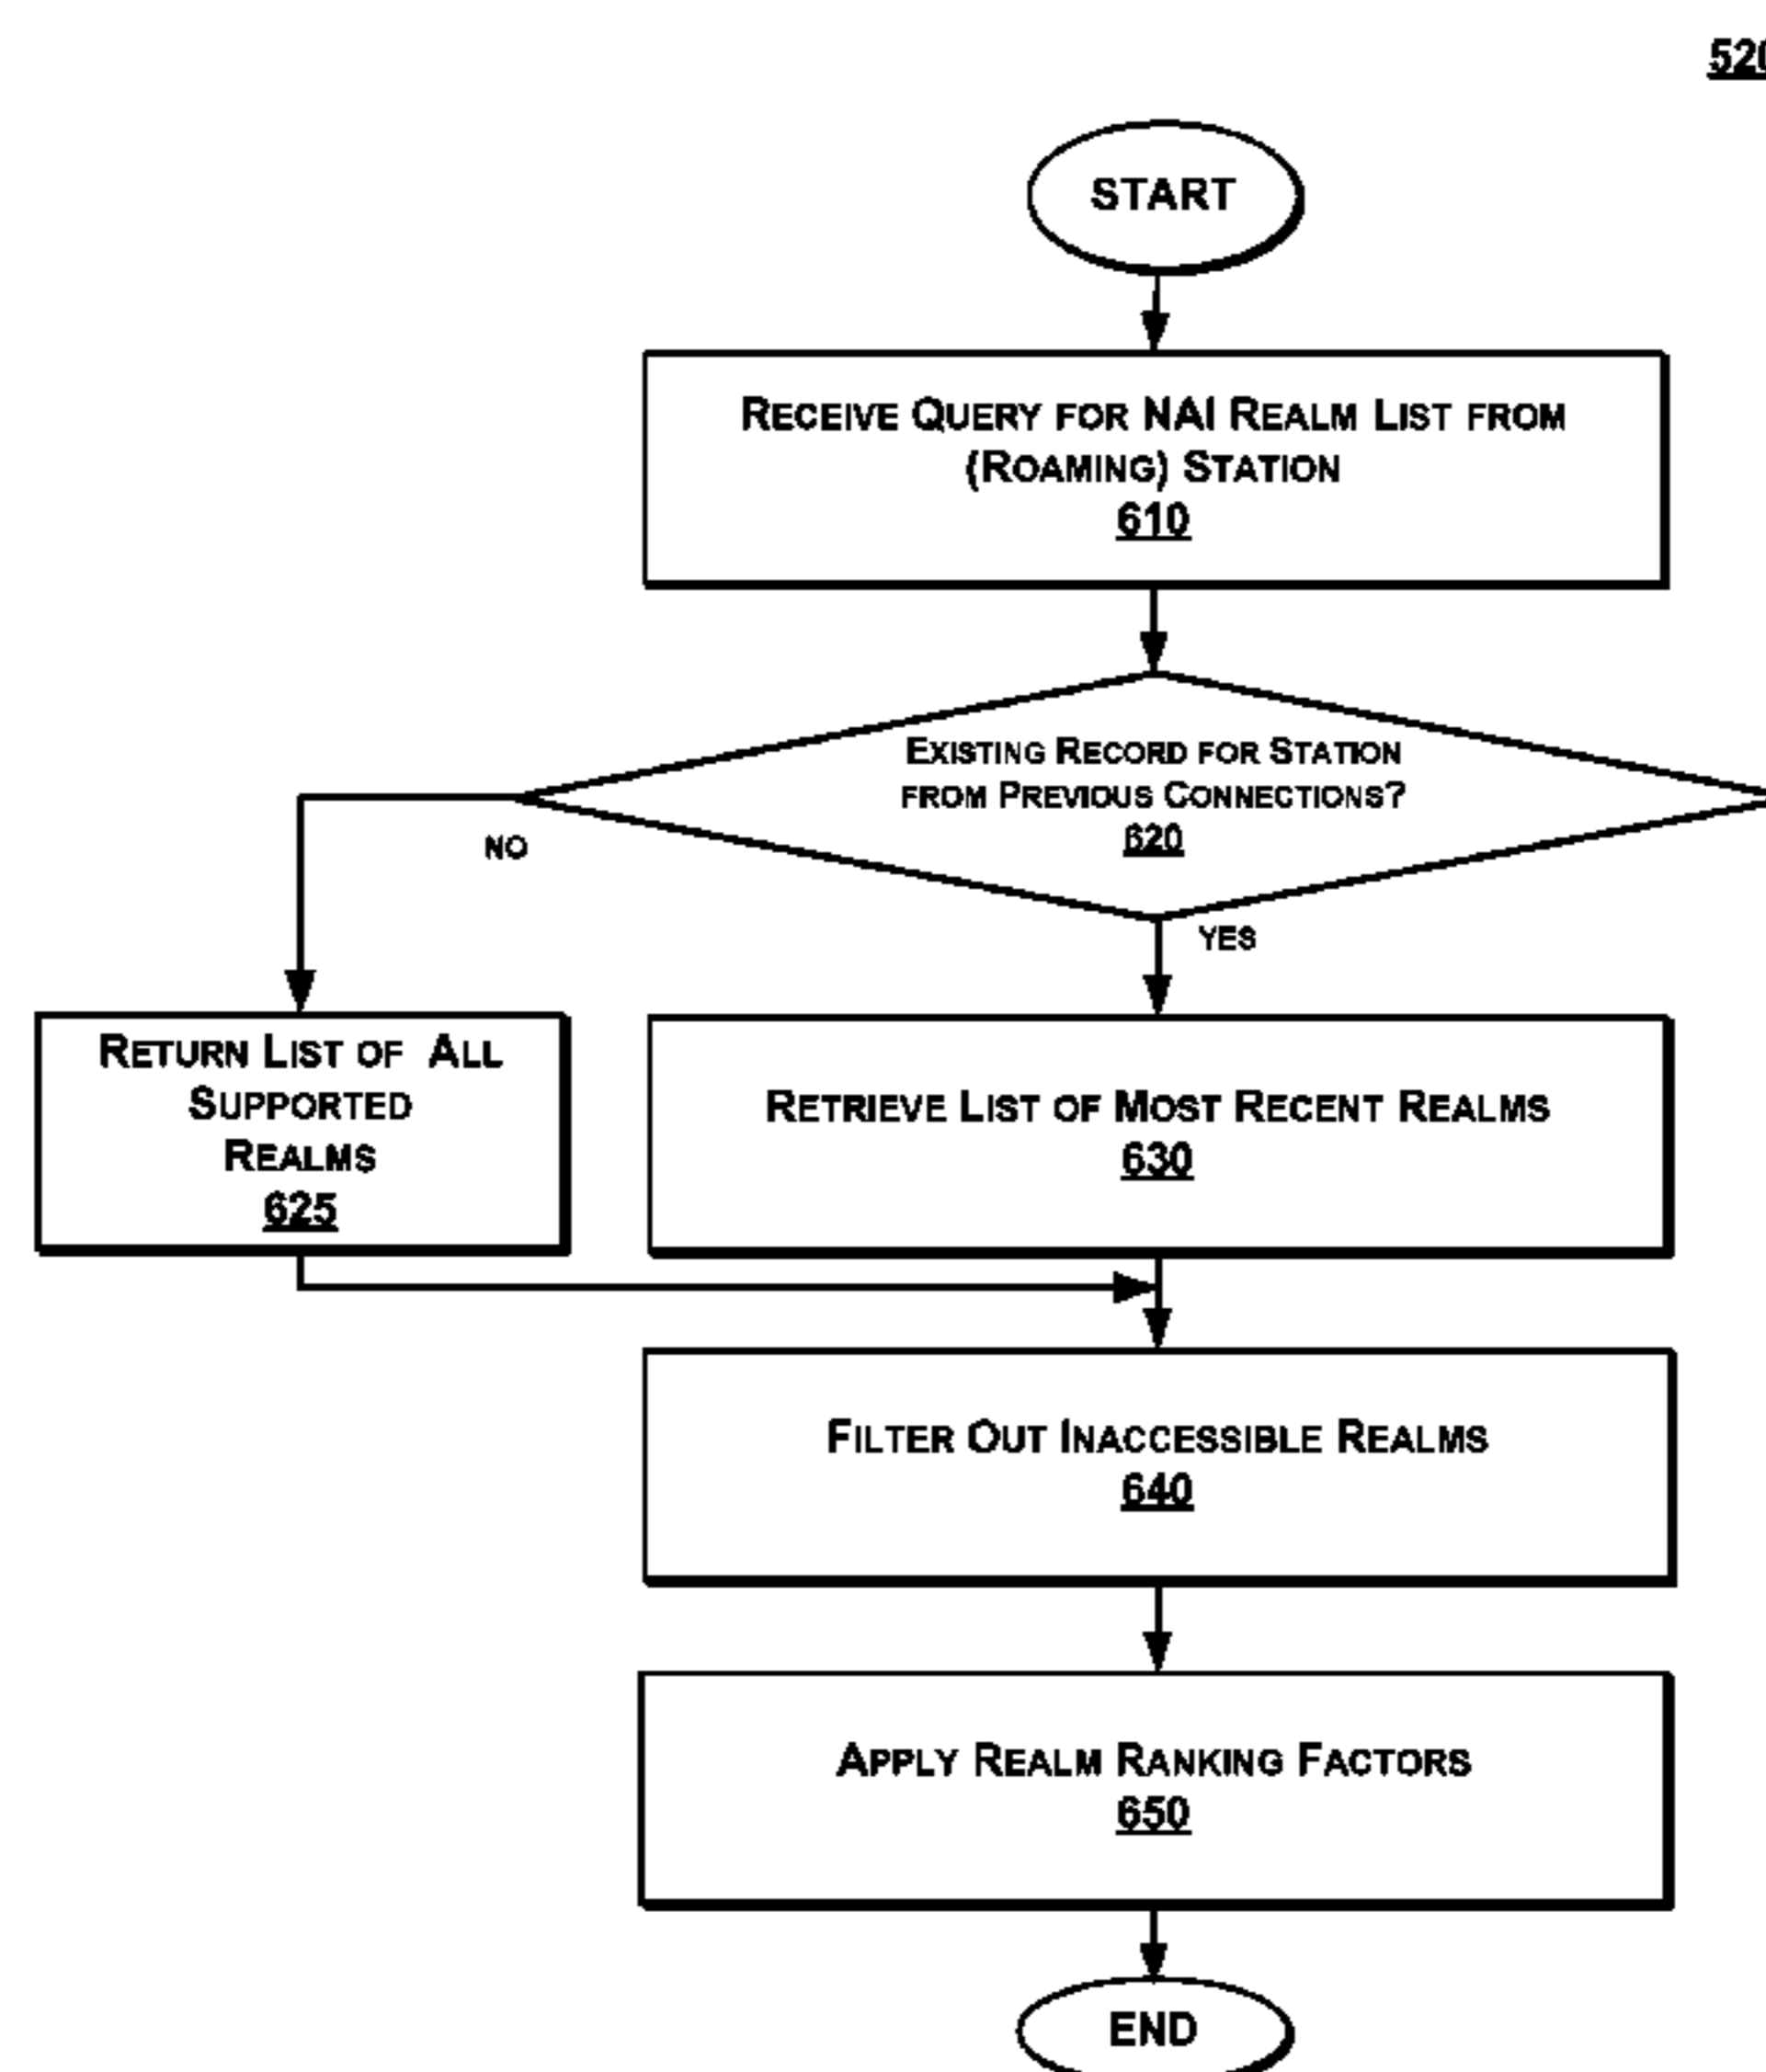 520
START
RECEIVE QUERY FOR NAI REALM LIST FROM
(ROAMING) STATION
610
EXISTING RECORD FOR STATION
FROM PREVIOUS CONNECTIONS?
620
NO
YES
RETURN LIST OF ALL
SUPPORTED
REALMS
625
RETRIEVE LIST OF MOST RECENT REALMS
630
FILTER OUT INACCESSIBLE REALMS
640
APPLY REALM RANKING FACTORS
650
END